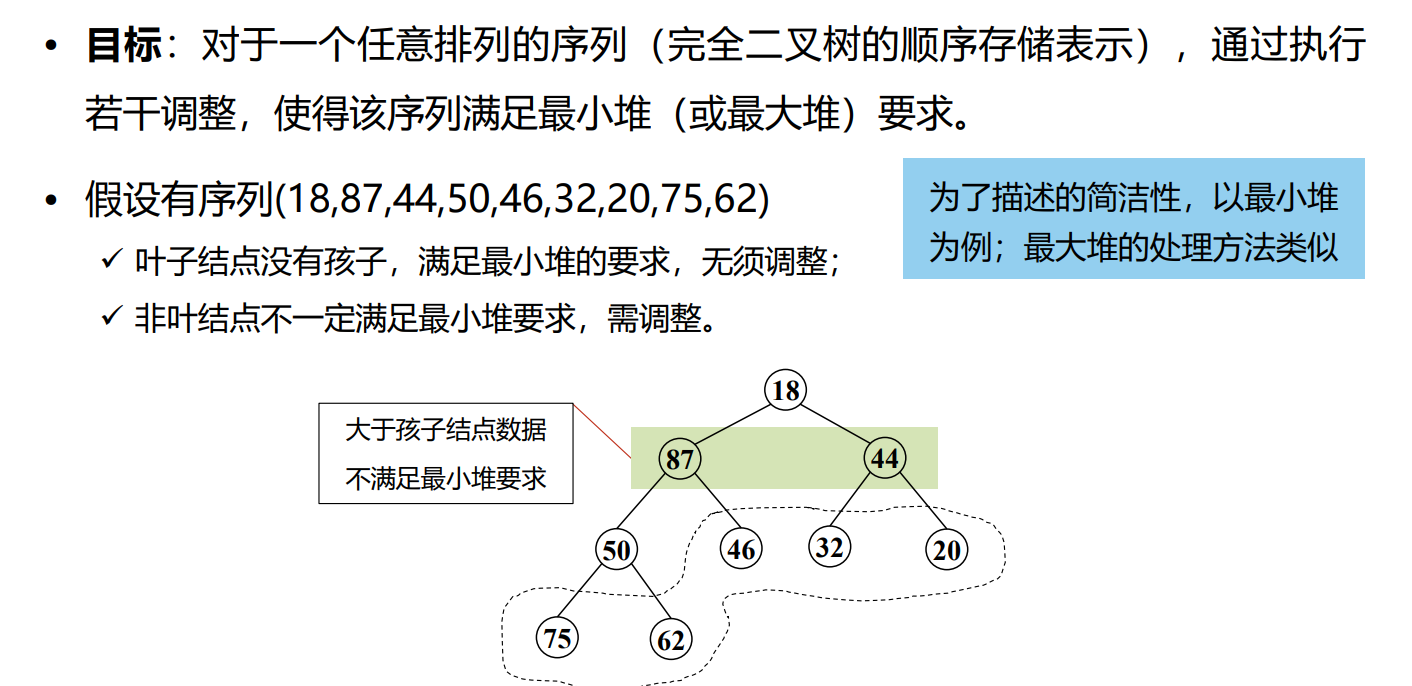 • 目标：对于一个任意排列的序列（完全二叉树的顺序存储表示），通过执行
若干调整，使得该序列满足最小堆（或最大堆）要求。
• 假设有序列(18,87,44,50,46,32,20,75,62)
✓ 叶子结点没有孩子，满足最小堆的要求，无须调整；
✓ 非叶结点不一定满足最小堆要求，需调整。
为了描述的简洁性，以最小堆
为例；最大堆的处理方法类似
大于孩子结点数据
不满足最小堆要求
18
87 44
50 46 32 20
75 62